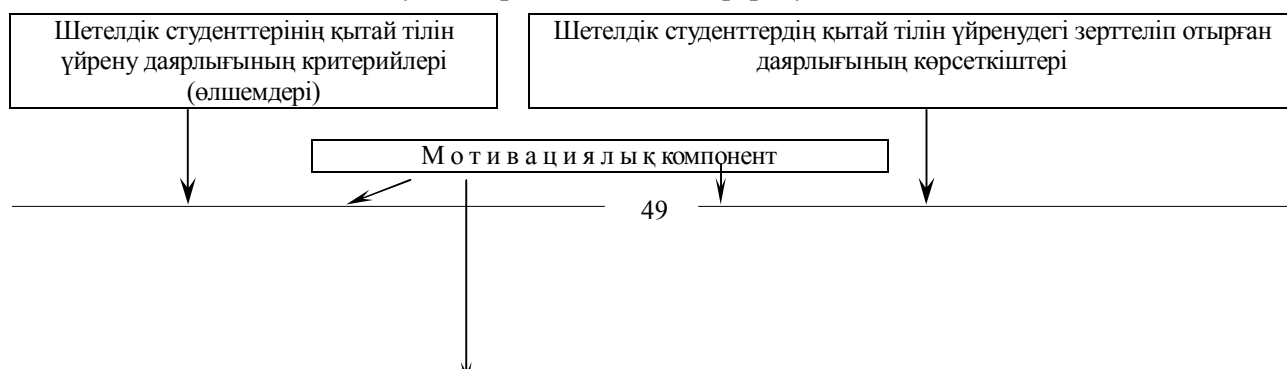 Шетелдік студенттерінің қытай тілін
үйрену даярлығының критерийлері
(өлшемдері)
Шетелдік студенттердің қытай тілін үйренудегі зерттеліп отырған
даярлығының көрсеткіштері
М о т и в а ц и я л ы қ компонент
49